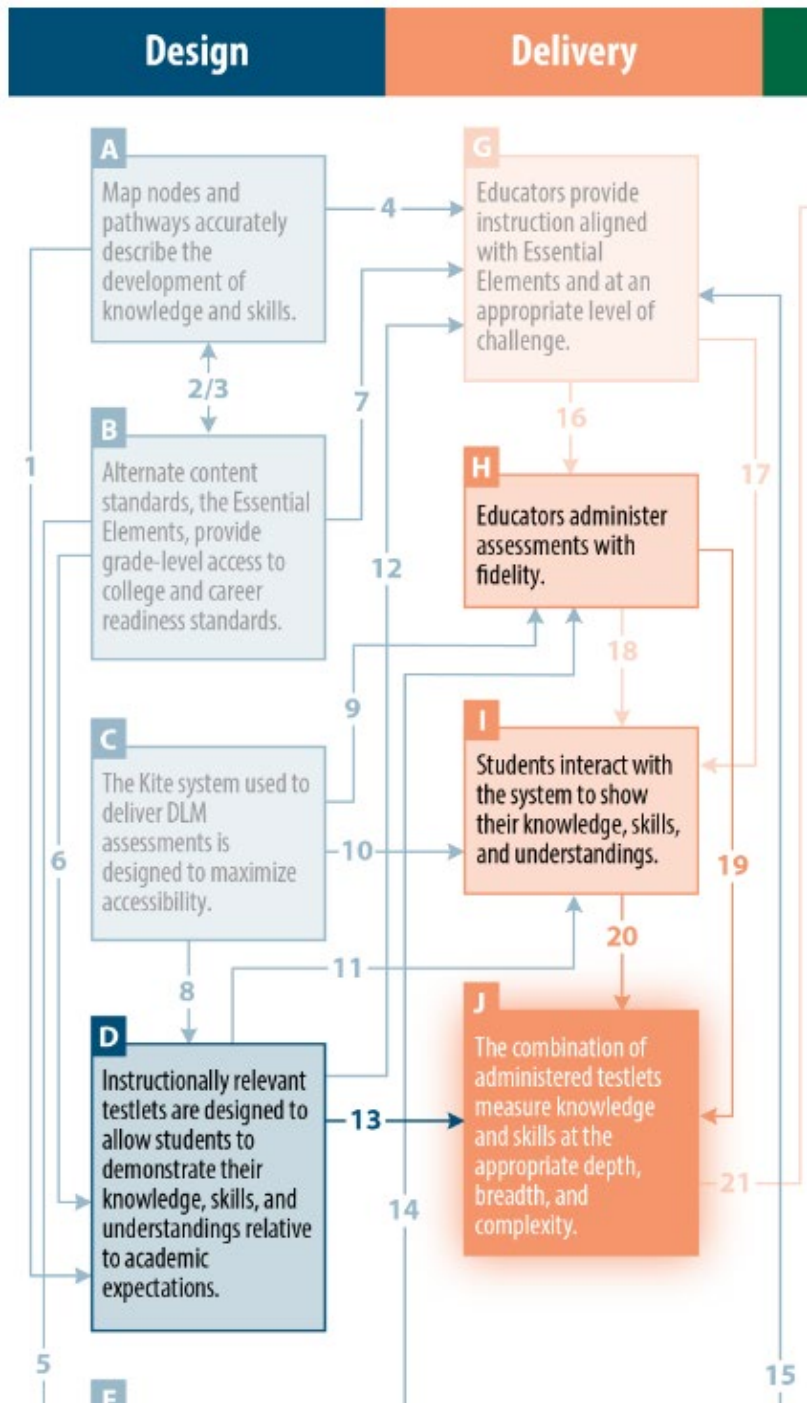 Design
Delivery
A
Map nodes and
pathways accurately
describe the
development of
knowledge and skills.
4
G
Educators provide
instruction aligned
with Essential
Elements and at an
appropriate level of
challenge.
2/3
7
16
1
B
Alternate content
standards, the Essential
Elements, provide
grade-level access to
college and career
readiness standards.
12
H
Educators administer
assessments with
fidelity.
17
18
9
C
The Kite system used to
deliver DLM
assessments is
designed to maximize
accessibility.
6
10
I
Students interact with
the system to show
their knowledge, skills,
and understandings.
19
20
11
8
D
Instructionally relevant
testlets are designed to
allow students to
demonstrate their
knowledge, skills, and
understandings relative
to academic
expectations.
13
J
The combination of
administered testlets
measure knowledge
and skills at the
appropriate depth,
breadth, and
complexity.
21
14
5
15